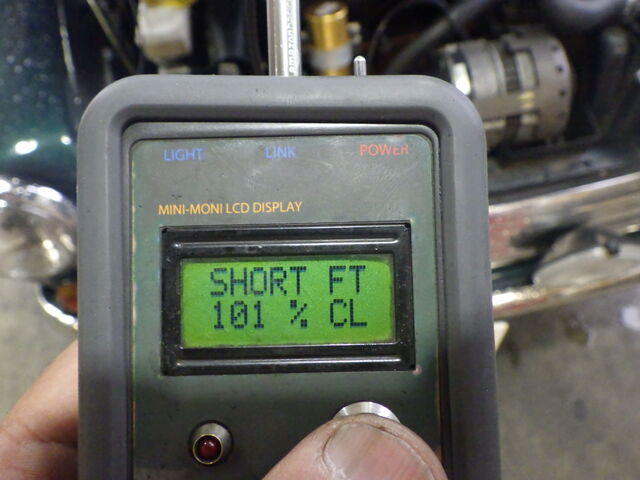 LIGHT LINK POWER
MINI-MONI LCD DISPLAY
SHORT FT
101 % CL